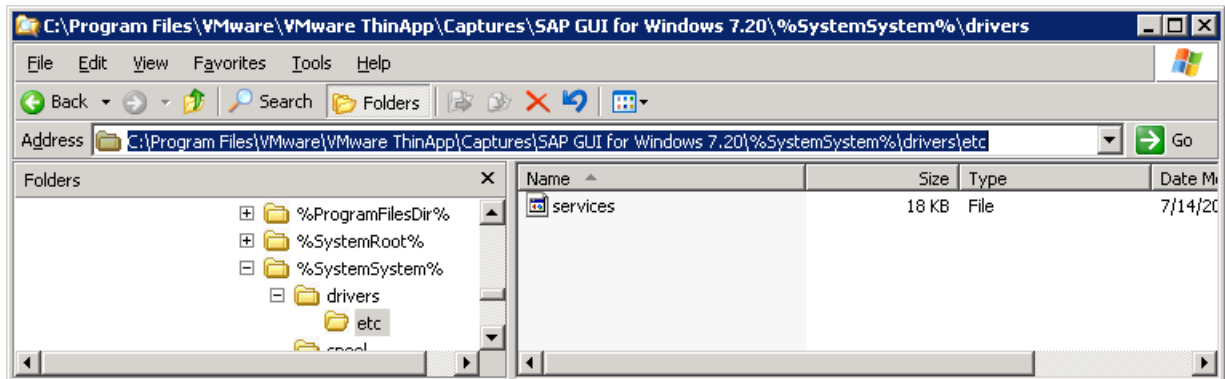 C:\Program Files\VMware\VMware ThinApp\Captures\SAP GUI for Windows 7.20\%SystemSystem%\drivers
File Edit View Favorites Tools Help
Back Search Folders
Address C:\Program Files\VMware\VMware ThinApp\Captures\SAP GUI for Windows 7.20\%SystemSystem%\drivers\etc Go
Folders Name Size Type
%ProgramFilesDir% services 18 KB File
%SystemRoot%
%SystemSystem%
drivers
etc